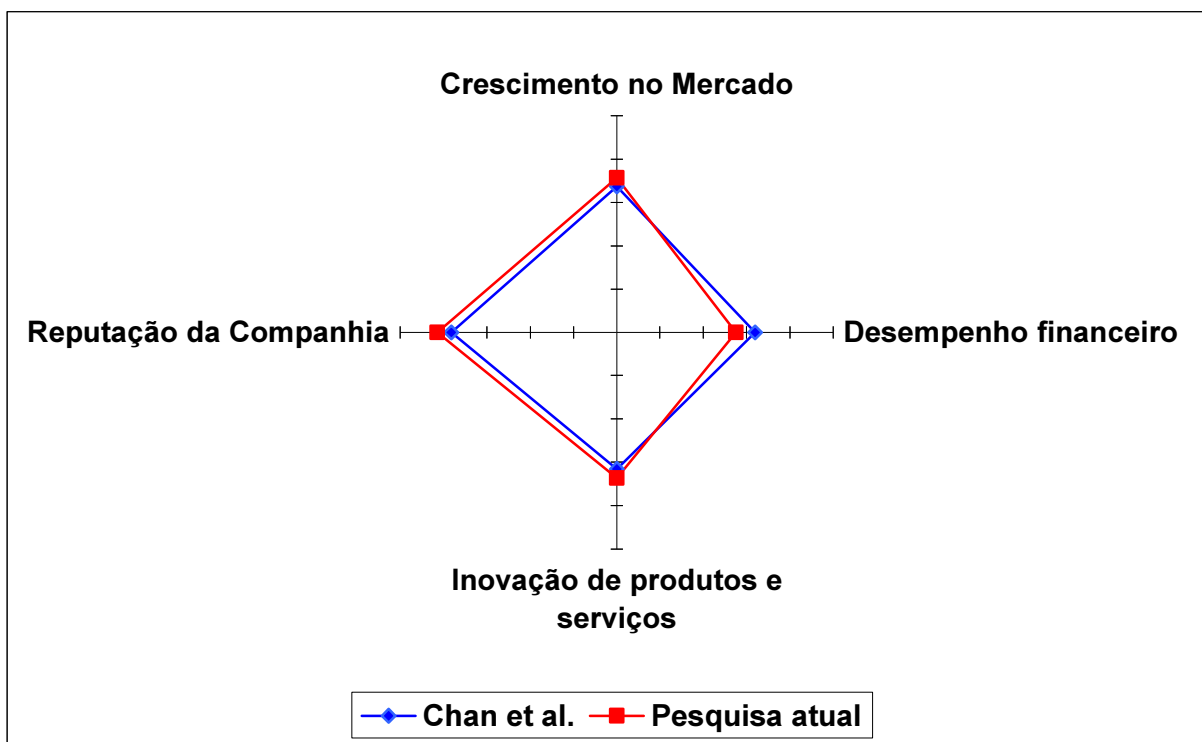 Crescimento no Mercado
Reputação da Companhia
Desempenho financeiro
Inovação de produtos e
serviços
Chan et al.
Pesquisa atual